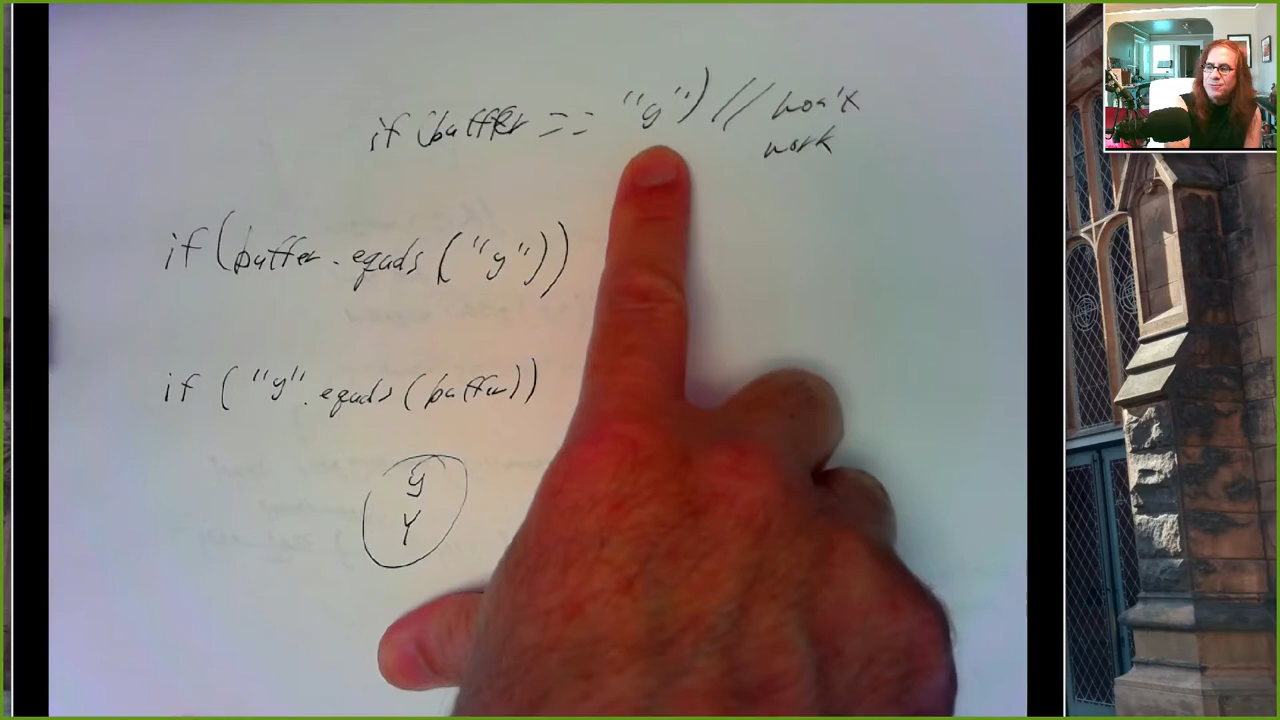 if (buffer == "y") // won't
work
if (buffer.equals("y"))
if ("y".equals(buffer))
y
Y